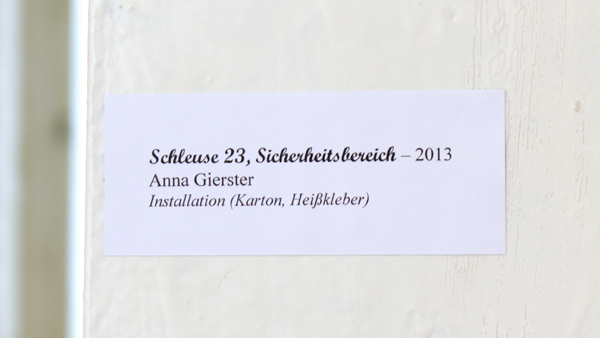 Schleuse 23, Sicherheitsbereich – 2013
Anna Gierster
Installation (Karton, Heißkleber)